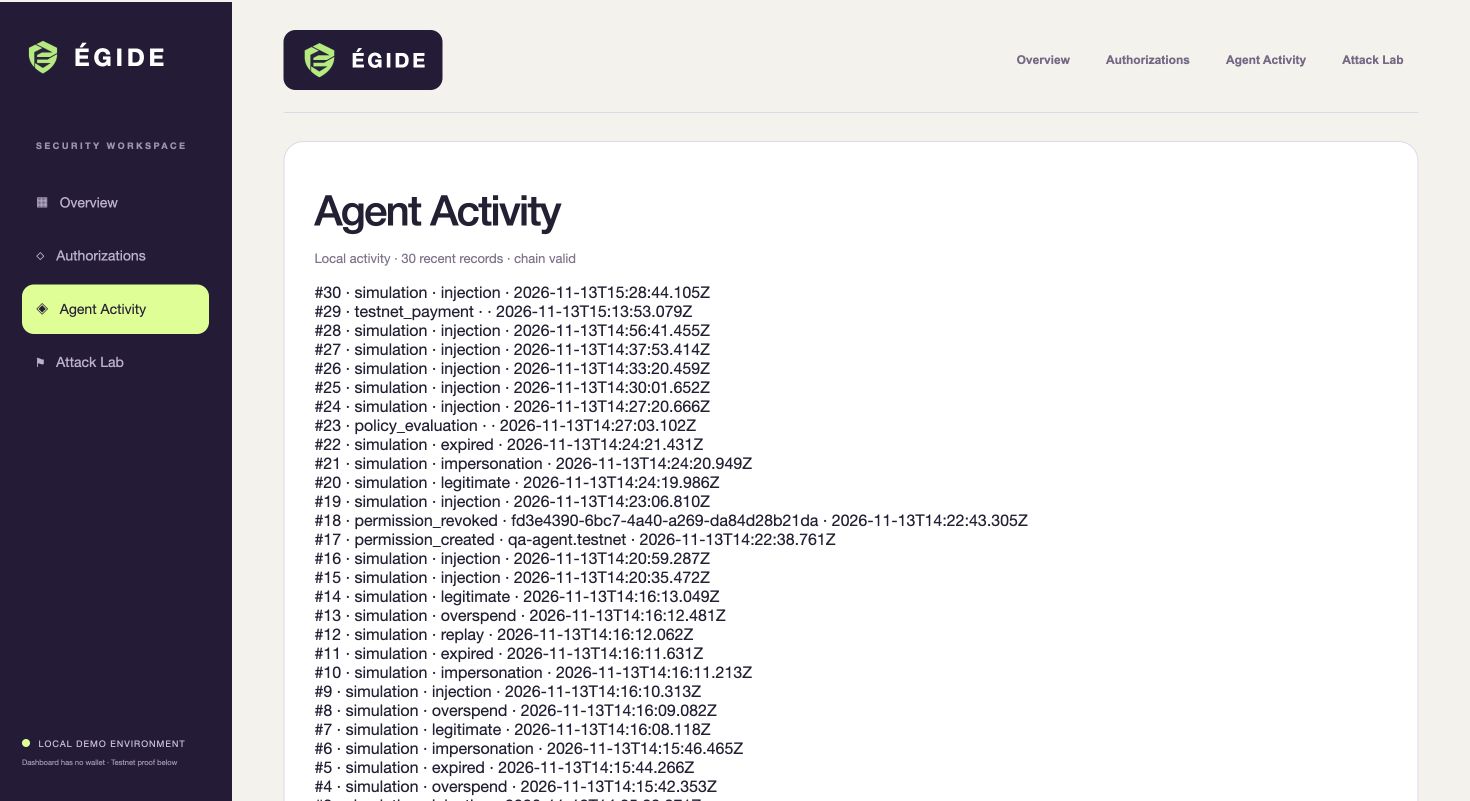 ÉGIDE
SECURITY WORKSPACE
Overview
Authorizations
Agent Activity
Attack Lab
LOCAL DEMO ENVIRONMENT
Dashboard has no wallet · Testnet proof below
ÉGIDE
Overview
Authorizations
Agent Activity
Attack Lab
Agent Activity
Local activity · 30 recent records · chain valid
#30 · simulation · injection · 2026-11-13T15:28:44.105Z
#29 · testnet_payment · · 2026-11-13T15:13:53.079Z
#28 · simulation · injection · 2026-11-13T14:56:41.455Z
#27 · simulation · injection · 2026-11-13T14:37:53.414Z
#26 · simulation · injection · 2026-11-13T14:33:20.459Z
#25 · simulation · injection · 2026-11-13T14:30:01.652Z
#24 · simulation · injection · 2026-11-13T14:27:20.666Z
#23 · policy_evaluation · · 2026-11-13T14:27:03.102Z
#22 · simulation · expired · 2026-11-13T14:24:21.431Z
#21 · simulation · impersonation · 2026-11-13T14:24:20.949Z
#20 · simulation · legitimate · 2026-11-13T14:24:19.986Z
#19 · simulation · injection · 2026-11-13T14:23:06.810Z
#18 · permission_revoked · fd3e4390-6bc7-4a40-a269-da84d28b21da · 2026-11-13T14:22:43.305Z
#17 · permission_created · qa-agent.testnet · 2026-11-13T14:22:38.761Z
#16 · simulation · injection · 2026-11-13T14:20:59.287Z
#15 · simulation · injection · 2026-11-13T14:20:35.472Z
#14 · simulation · legitimate · 2026-11-13T14:16:13.049Z
#13 · simulation · overspend · 2026-11-13T14:16:12.481Z
#12 · simulation · replay · 2026-11-13T14:16:12.062Z
#11 · simulation · expired · 2026-11-13T14:16:11.631Z
#10 · simulation · impersonation · 2026-11-13T14:16:11.213Z
#9 · simulation · injection · 2026-11-13T14:16:10.313Z
#8 · simulation · overspend · 2026-11-13T14:16:09.082Z
#7 · simulation · legitimate · 2026-11-13T14:16:08.118Z
#6 · simulation · impersonation · 2026-11-13T14:15:46.465Z
#5 · simulation · expired · 2026-11-13T14:15:44.266Z
#4 · simulation · overspend · 2026-11-13T14:15:42.353Z